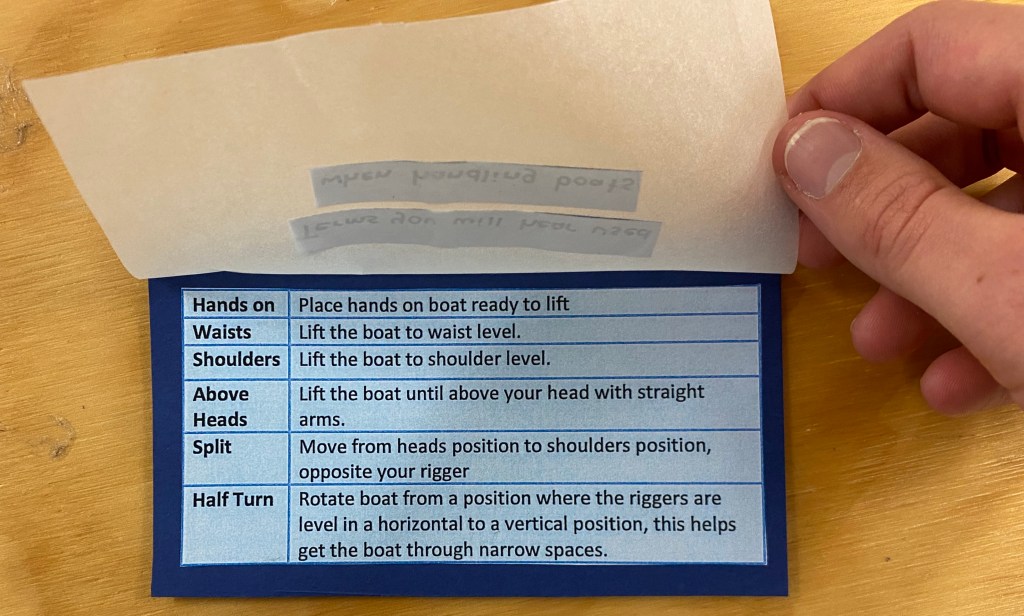 Terms you will hear used
when handling boats
Hands on Place hands on boat ready to lift
Waists Lift the boat to waist level.
Shoulders Lift the boat to shoulder level.
Above Lift the boat until above your head with straight
Heads arms.
Split Move from heads position to shoulders position,
opposite your rigger
Half Turn Rotate boat from a position where the riggers are
level in a horizontal to a vertical position, this helps
get the boat through narrow spaces.